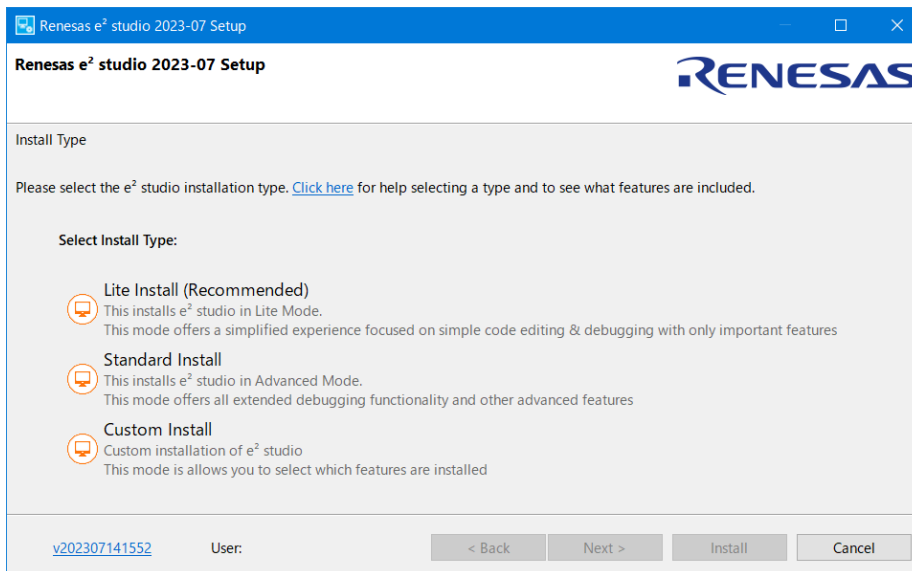 Renesas e² studio 2023-07 Setup
Renesas e² studio 2023-07 Setup
RENESAS
Install Type
Please select the e² studio installation type. Click here for help selecting a type and to see what features are included.
Select Install Type:
Lite Install (Recommended)
This installs e² studio in Lite Mode.
This mode offers a simplified experience focused on simple code editing & debugging with only important features
Standard Install
This installs e² studio in Advanced Mode.
This mode offers all extended debugging functionality and other advanced features
Custom Install
Custom installation of e² studio
This mode is allows you to select which features are installed
v202307141552 User: < Back Next > Install Cancel